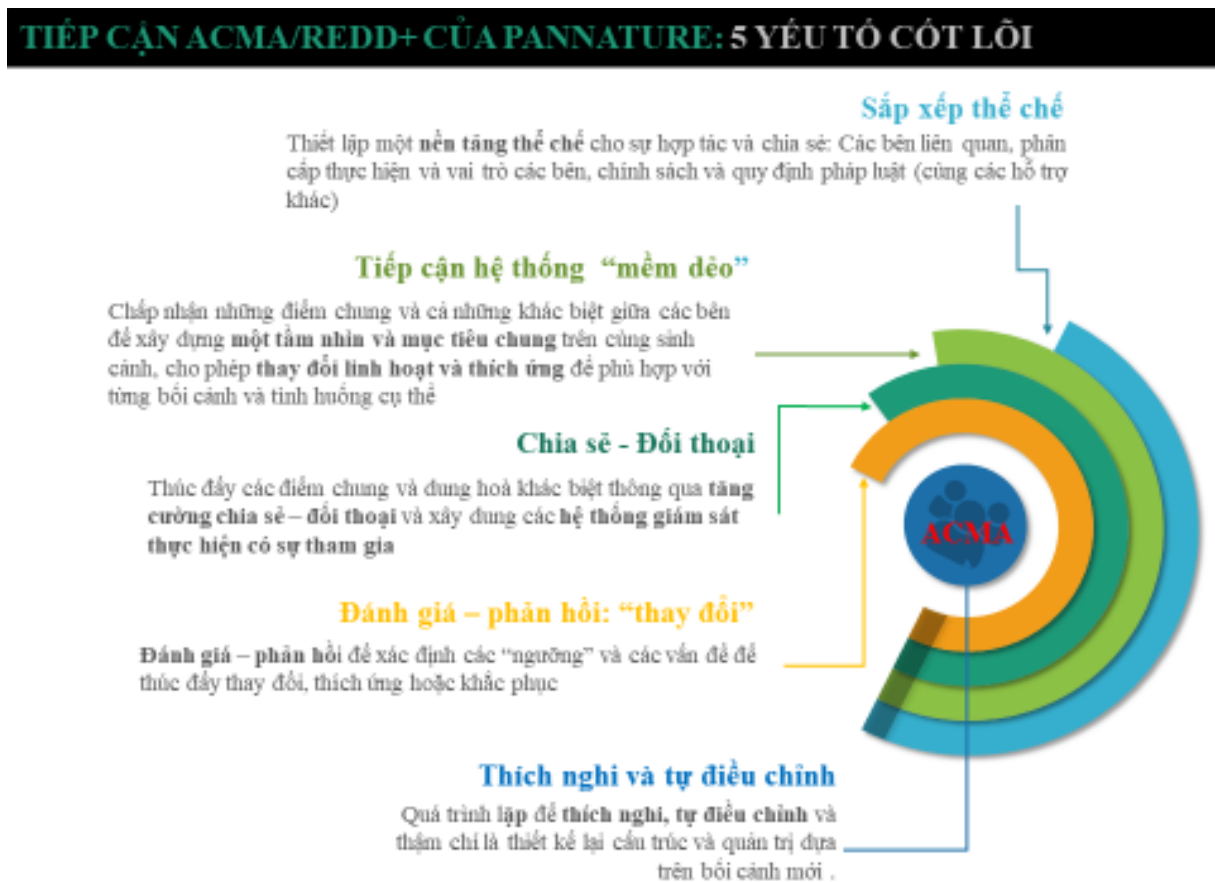 TIẾP CẬN ACMA/REDD+ CỦA PANNATURE: 5 YẾU TỐ CỐT LÕI
Sắp xếp thể chế
Thiết lập một nền tảng thể chế cho sự hợp tác và chia sẻ: Các bên liên quan, phân
cấp thực hiện và vai trò các bên, chính sách và quy định pháp luật (cùng các hỗ trợ
khác)
Tiếp cận hệ thống “mềm dẻo”
Chấp nhận những điểm chung và cả những khác biệt giữa các bên
để xây dựng một tầm nhìn và mục tiêu chung trên cùng sinh
cảnh, cho phép thay đổi linh hoạt và thích ứng để phù hợp với
từng bối cảnh và tình huống cụ thể
Chia sẻ - Đối thoại
Thúc đẩy các điểm chung và dung hoà khác biệt thông qua tăng
cường chia sẻ – đối thoại và xây dung các hệ thống giám sát
thực hiện có sự tham gia
ACMA
Đánh giá – phản hồi: “thay đổi”
Đánh giá – phản hồi để xác định các “ngưỡng” và các vấn đề để
thúc đẩy thay đổi, thích ứng hoặc khắc phục
Thích nghi và tự điều chỉnh
Quá trình lặp để thích nghi, tự điều chỉnh và
thậm chí là thiết kế lại cấu trúc và quản trị dựa
trên bối cảnh mới .